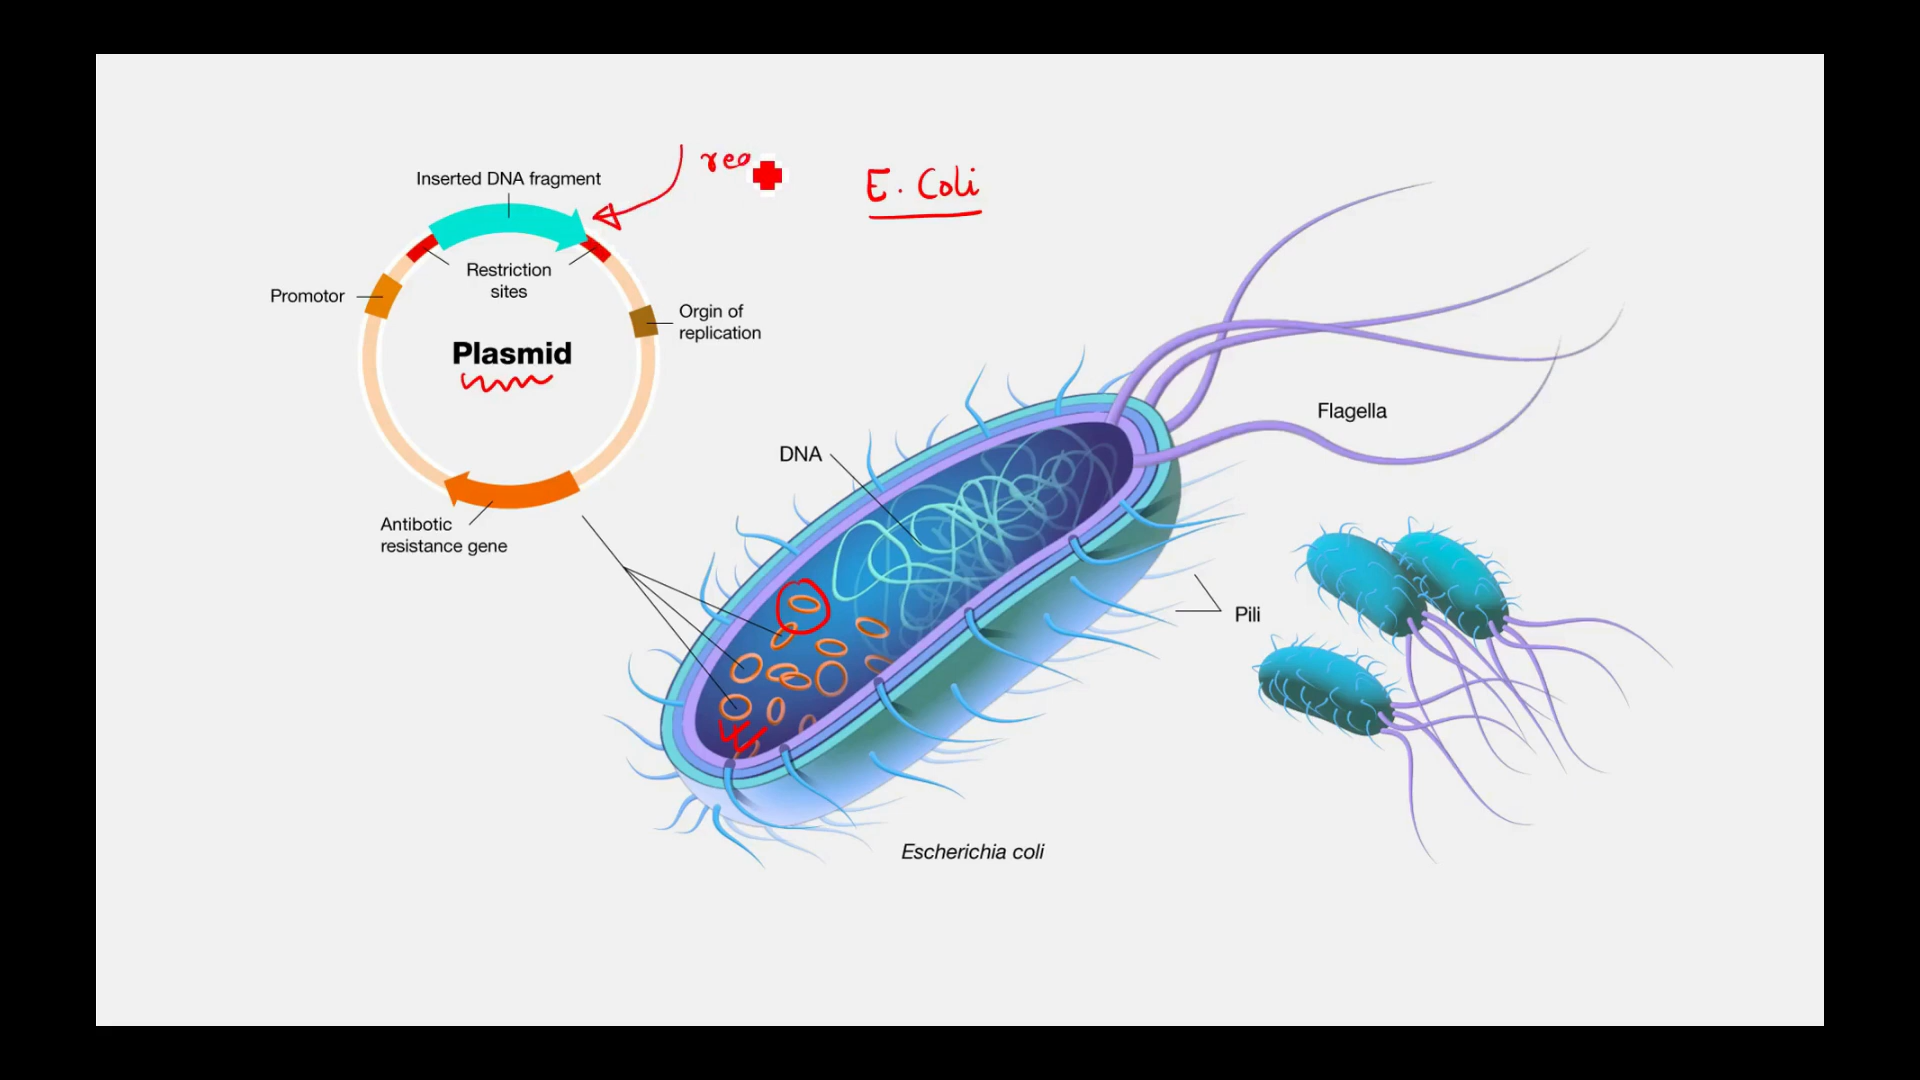 Inserted DNA fragment
E. Coli
Restriction
sites
Promotor
Orgin of
replication
Plasmid
Flagella
DNA
Antibotic
resistance gene
Pili
Escherichia coli